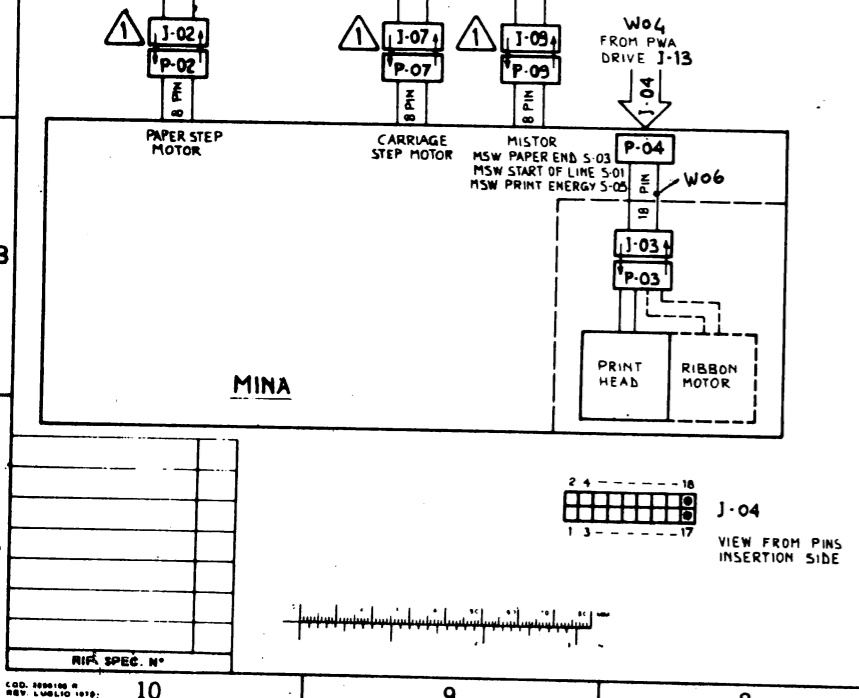 1
J-02
P-02
8 PIN
PAPER STEP
MOTOR
1
J-07
P-07
8 PIN
CARRIAGE
STEP MOTOR
1
J-09
P-09
8 PIN
MISTOR
MSW PAPER END S-03
MSW START OF LINE S-01
MSW PRINT ENERGY S-05
W04
FROM PWA
DRIVE J-13
J-04
P-04
18 PIN
W06
J-03
P-03
PRINT
HEAD
RIBBON
MOTOR
MINA
2 4 - - - - - - 18
1 3 - - - - - - 17
J-04
VIEW FROM PINS
INSERTION SIDE
RIF. SPEC. N°
10
9